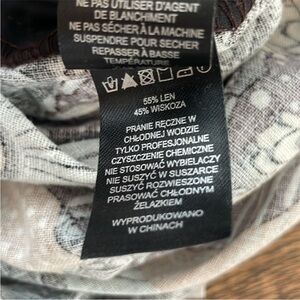 NE PAS UTILISER D'AGENT
DE BLANCHIMENT
NE PAS SÉCHER À LA MACHINE
SUSPENDRE POUR SECHER
REPASSER À BASSE
TEMPÉRATURE
55% LEN
45% WISKOZA
PRANIE RĘCZNE W
CHŁODNEJ WODZIE
TYLKO PROFESJONALNE
CZYSZCZENIE CHEMICZNE
NIE STOSOWAĆ WYBIELACZY
NIE SUSZYĆ W SUSZARCE
SUSZYĆ ROZWIESZONE
PRASOWAĆ CHŁODNYM
ŻELAZKIEM
WYPRODUKOWANO
W CHINACH